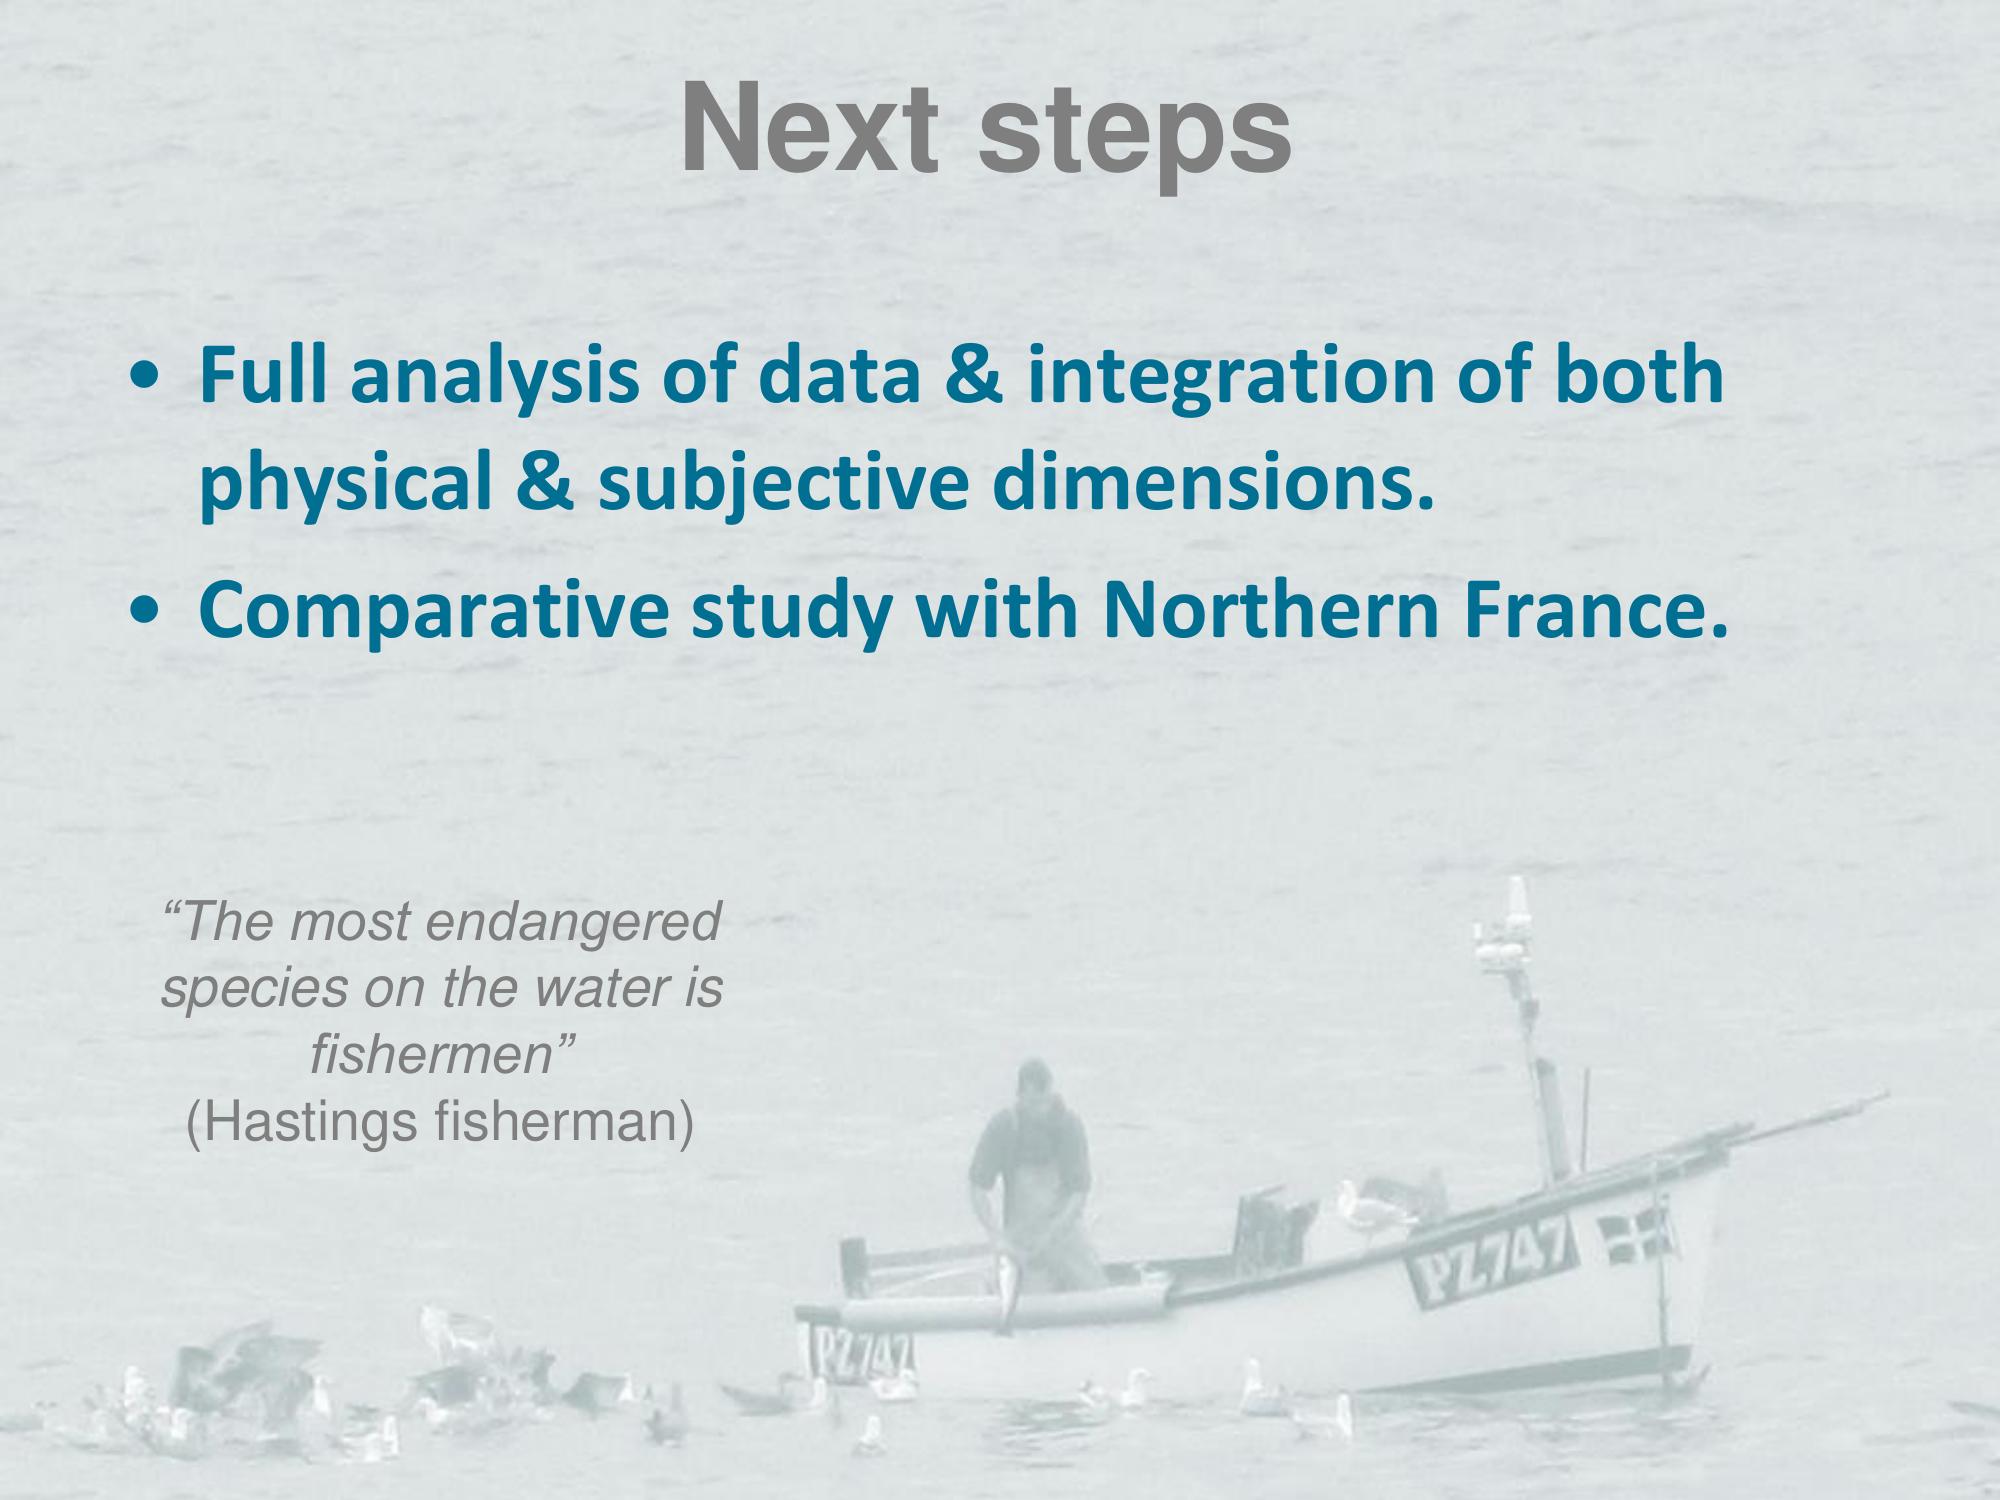 Next steps
• Full analysis of data & integration of both
physical & subjective dimensions.
• Comparative study with Northern France.
“The most endangered
species on the water is
fishermen”
(Hastings fisherman)
PZ747
PZ747